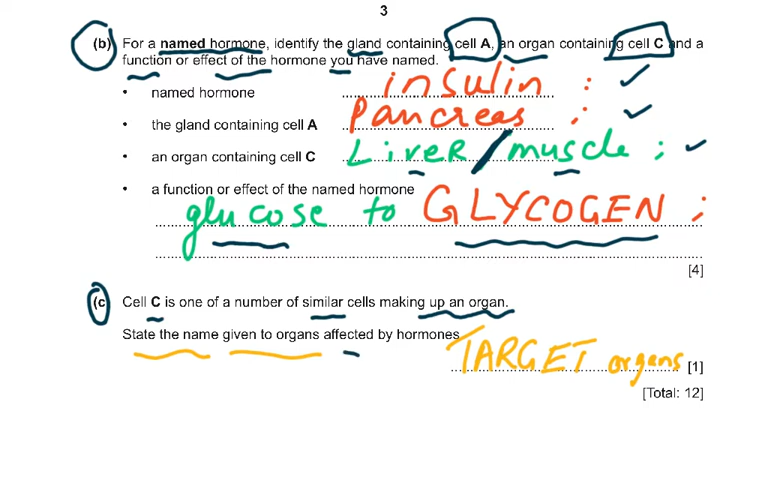 3
(b) For a named hormone, identify the gland containing cell A, an organ containing cell C and a
function or effect of the hormone you have named.
• named hormone insulin ;
• the gland containing cell A Pancreas ;
• an organ containing cell C Liver / muscle ;
• a function or effect of the named hormone
glucose to GLYCOGEN ;
[4]
(c) Cell C is one of a number of similar cells making up an organ.
State the name given to organs affected by hormones.
TARGET organs [1]
[Total: 12]